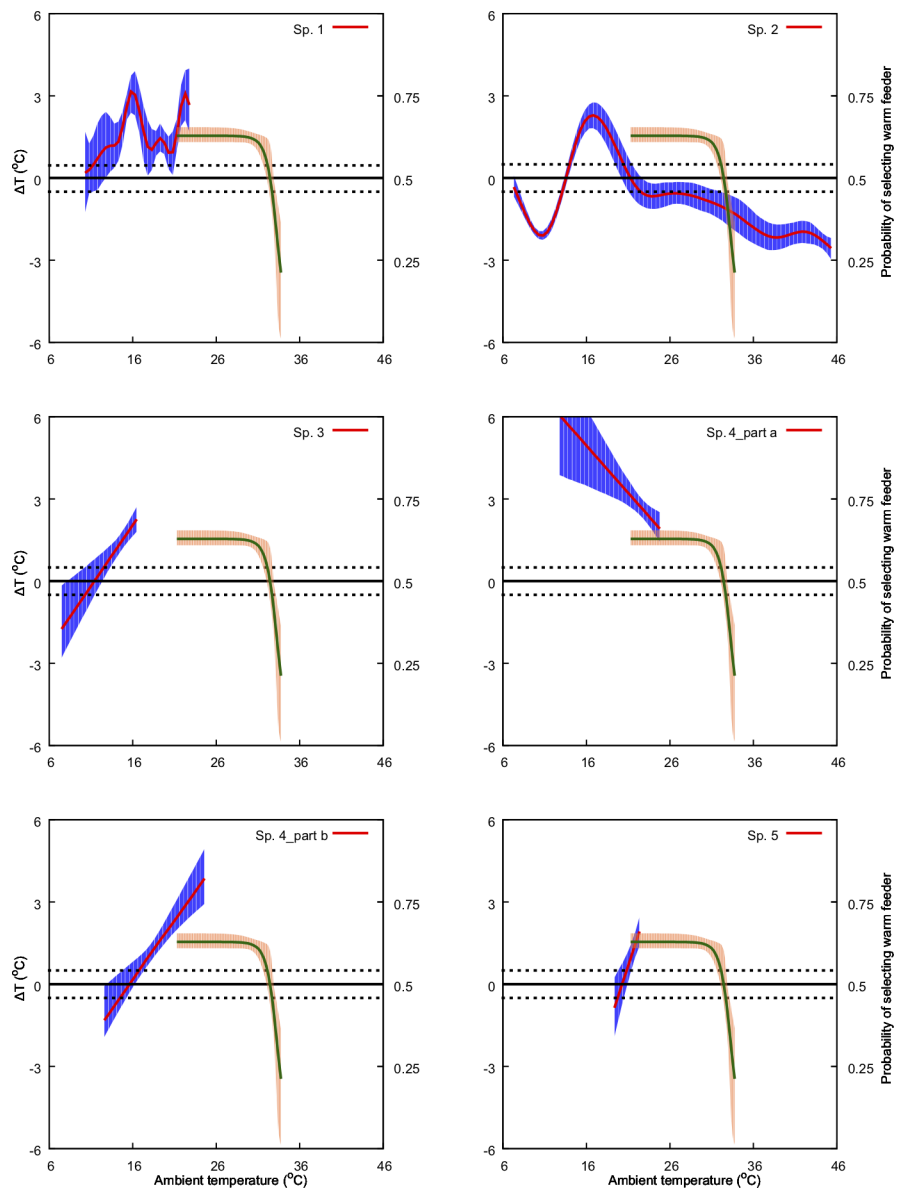 Sp. 1
6
3
0
-3
-6
ΔT (°C)
0.75
0.5
0.25
6 16 26 36 46
Sp. 2
6
3
0
-3
-6
0.75
0.5
0.25
Probability of selecting warm feeder
6 16 26 36 46
Sp. 3
6
3
0
-3
-6
ΔT (°C)
0.75
0.5
0.25
6 16 26 36 46
Sp. 4_part a
6
3
0
-3
-6
0.75
0.5
0.25
Probability of selecting warm feeder
6 16 26 36 46
Sp. 4_part b
6
3
0
-3
-6
ΔT (°C)
0.75
0.5
0.25
6 16 26 36 46
Ambient temperature (°C)
Sp. 5
6
3
0
-3
-6
0.75
0.5
0.25
Probability of selecting warm feeder
6 16 26 36 46
Ambient temperature (°C)